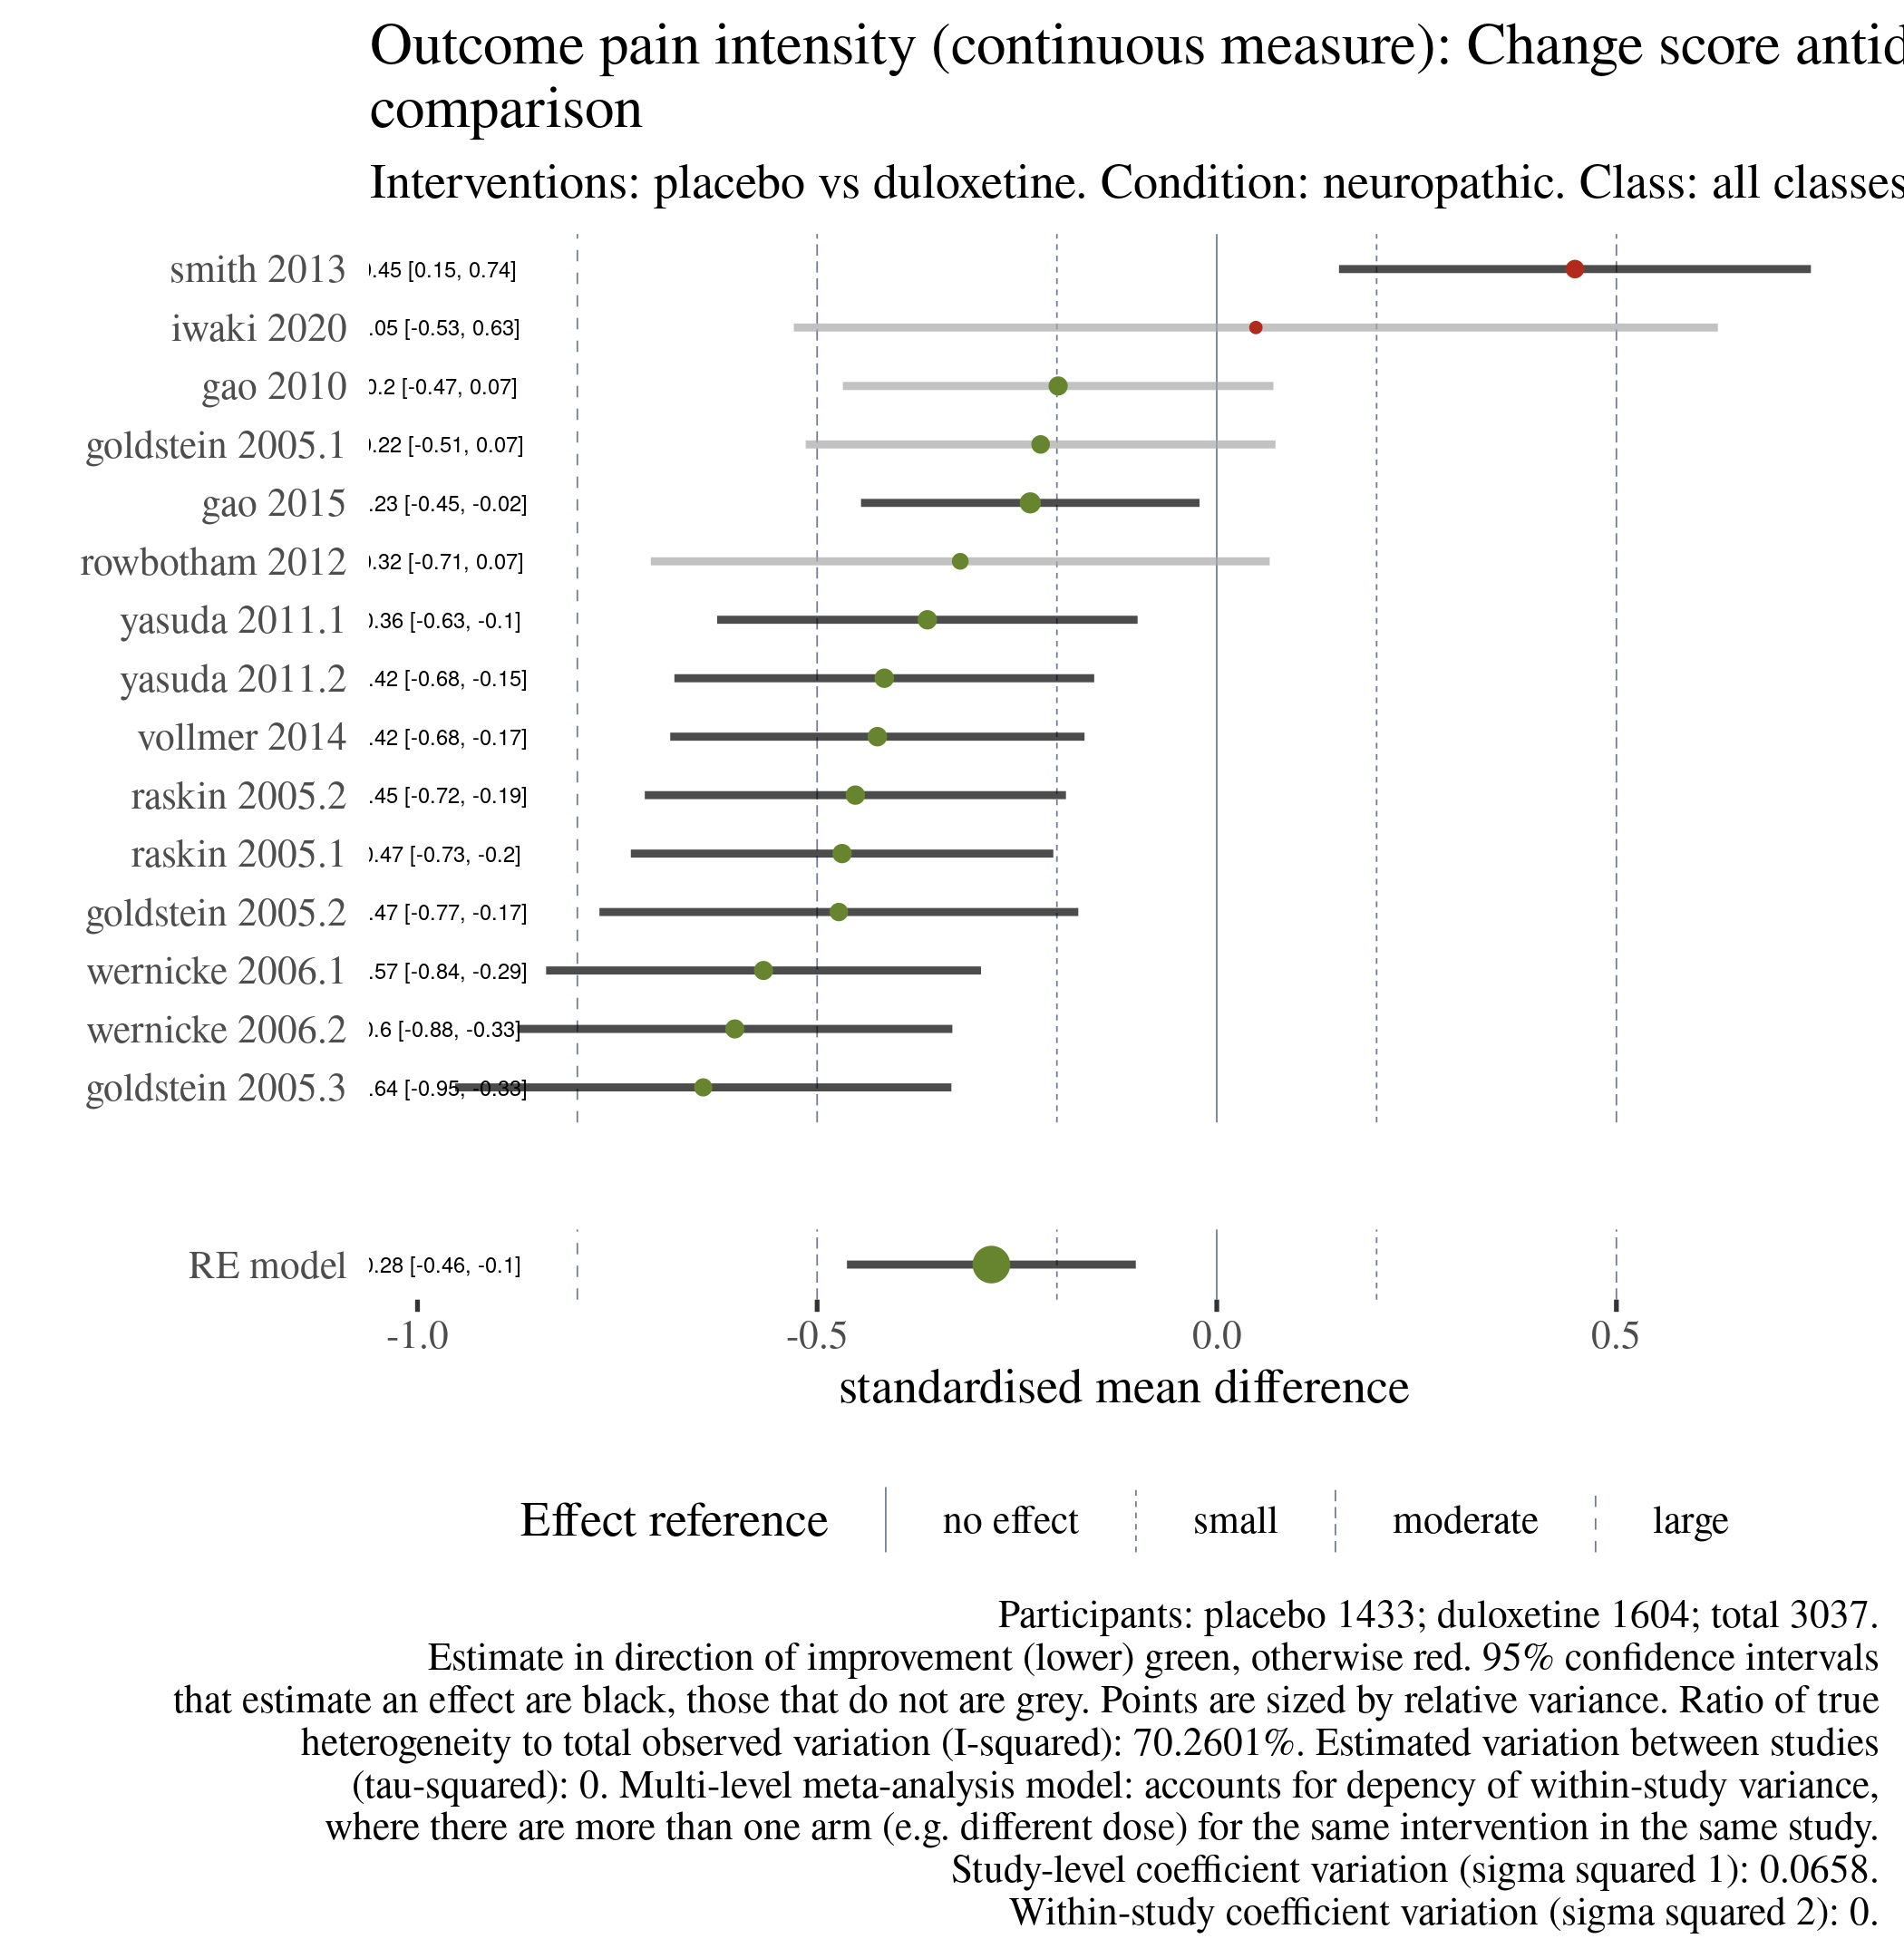 Outcome pain intensity (continuous measure): Change score antid
comparison
Interventions: placebo vs duloxetine. Condition: neuropathic. Class: all classes
smith 2013 .45 [0.15, 0.74]
iwaki 2020 .05 [-0.53, 0.63]
gao 2010 0.2 [-0.47, 0.07]
goldstein 2005.1 .22 [-0.51, 0.07]
gao 2015 .23 [-0.45, -0.02]
rowbotham 2012 .32 [-0.71, 0.07]
yasuda 2011.1 0.36 [-0.63, -0.1]
yasuda 2011.2 .42 [-0.68, -0.15]
vollmer 2014 .42 [-0.68, -0.17]
raskin 2005.2 .45 [-0.72, -0.19]
raskin 2005.1 0.47 [-0.73, -0.2]
goldstein 2005.2 .47 [-0.77, -0.17]
wernicke 2006.1 .57 [-0.84, -0.29]
wernicke 2006.2 0.6 [-0.88, -0.33]
goldstein 2005.3 .64 [-0.95, -0.33]
RE model 0.28 [-0.46, -0.1]
-1.0 -0.5 0.0 0.5
standardised mean difference
Effect reference no effect small moderate large
Participants: placebo 1433; duloxetine 1604; total 3037.
Estimate in direction of improvement (lower) green, otherwise red. 95% confidence intervals
that estimate an effect are black, those that do not are grey. Points are sized by relative variance. Ratio of true
heterogeneity to total observed variation (I-squared): 70.2601%. Estimated variation between studies
(tau-squared): 0. Multi-level meta-analysis model: accounts for depency of within-study variance,
where there are more than one arm (e.g. different dose) for the same intervention in the same study.
Study-level coefficient variation (sigma squared 1): 0.0658.
Within-study coefficient variation (sigma squared 2): 0.